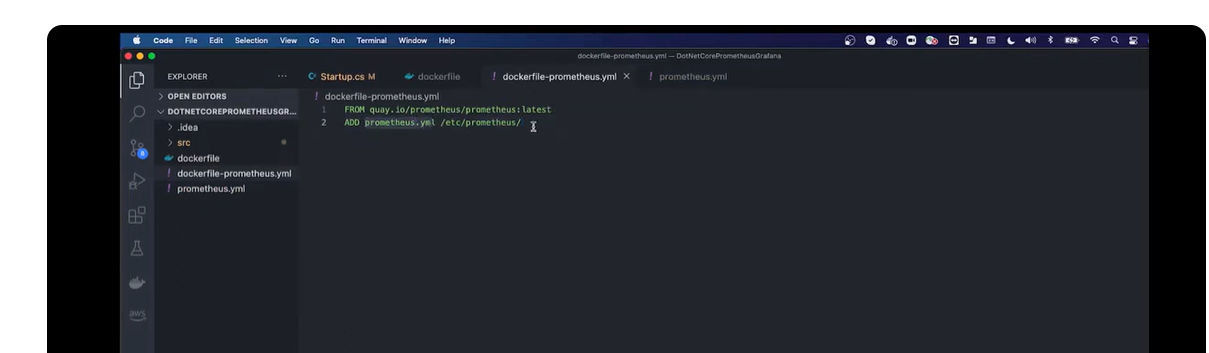 Code File Edit Selection View Go Run Terminal Window Help
dockerfile-prometheus.yml — DotNetCorePrometheusGrafana
EXPLORER ...
Startup.cs M
dockerfile
! dockerfile-prometheus.yml ×
! prometheus.yml
> OPEN EDITORS
DOTNETCOREPROMETHEUSGR...
> .idea
> src
dockerfile
! dockerfile-prometheus.yml
! prometheus.yml
8
aws
! dockerfile-prometheus.yml
1 FROM quay.io/prometheus/prometheus:latest
2 ADD prometheus.yml /etc/prometheus/